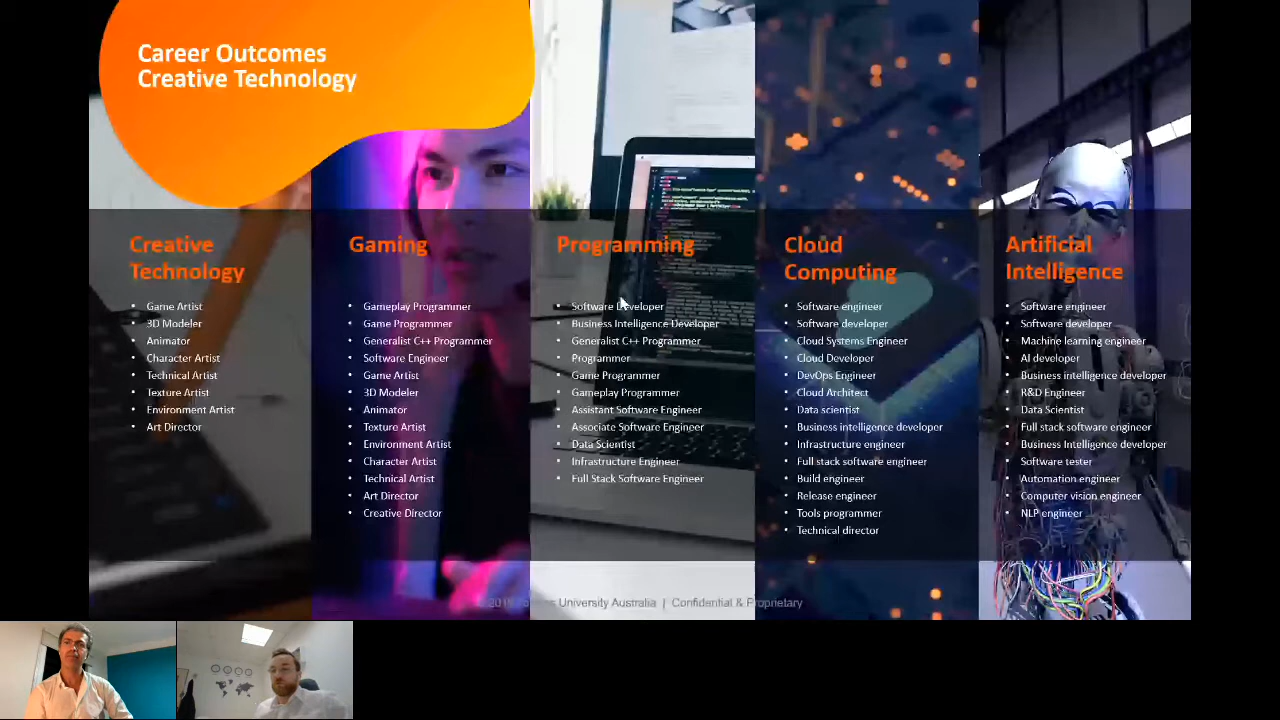 Career Outcomes
Creative Technology
Creative
Technology
• Game Artist
• 3D Modeler
• Animator
• Character Artist
• Technical Artist
• Texture Artist
• Environment Artist
• Art Director
Gaming
• Gameplay Programmer
• Game Programmer
• Generalist C++ Programmer
• Software Engineer
• Game Artist
• 3D Modeler
• Animator
• Texture Artist
• Environment Artist
• Character Artist
• Technical Artist
• Art Director
• Creative Director
Programming
• Software Developer
• Business Intelligence Developer
• Generalist C++ Programmer
• Programmer
• Game Programmer
• Gameplay Programmer
• Assistant Software Engineer
• Associate Software Engineer
• Data Scientist
• Infrastructure Engineer
• Full Stack Software Engineer
Cloud
Computing
• Software engineer
• Software developer
• Cloud Systems Engineer
• Cloud Developer
• DevOps Engineer
• Cloud Architect
• Data scientist
• Business intelligence developer
• Infrastructure engineer
• Full stack software engineer
• Build engineer
• Release engineer
• Tools programmer
• Technical director
Artificial
Intelligence
• Software engineer
• Software developer
• Machine learning engineer
• AI developer
• Business intelligence developer
• R&D Engineer
• Data Scientist
• Full stack software engineer
• Business Intelligence developer
• Software tester
• Automation engineer
• Computer vision engineer
• NLP engineer
University Australia | Confidential & Proprietary